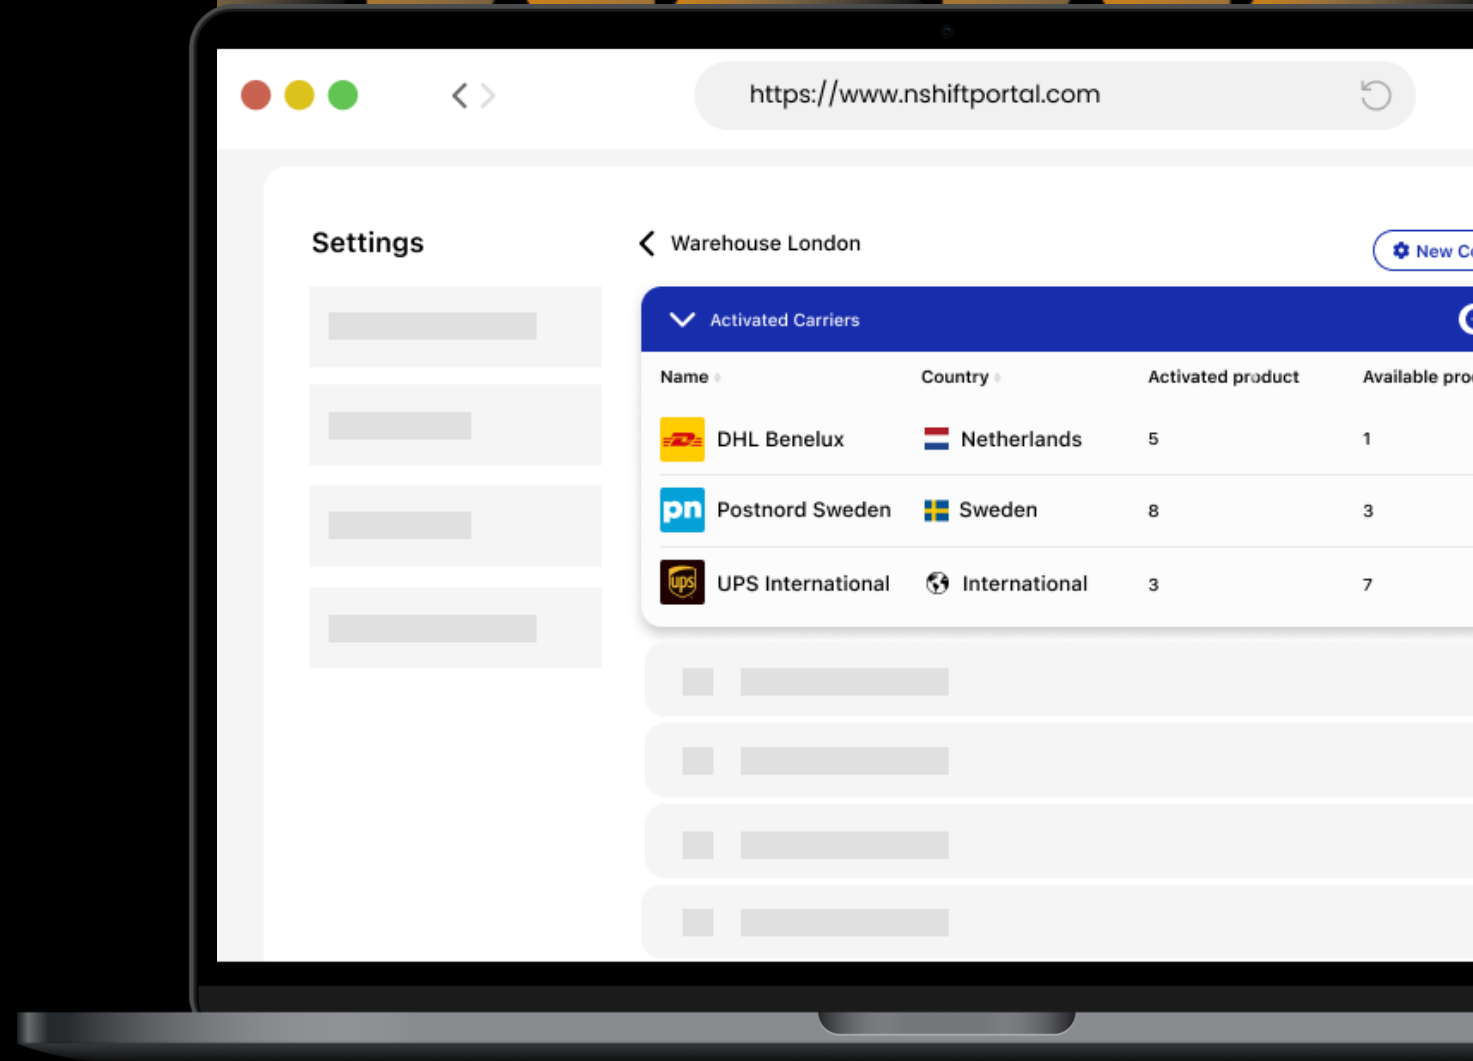 https://www.nshiftportal.com
Settings
Warehouse London
New Co
Activated Carriers
Name Country Activated product Available pro
DHL Benelux Netherlands 5 1
pn Postnord Sweden Sweden 8 3
ups UPS International International 3 7